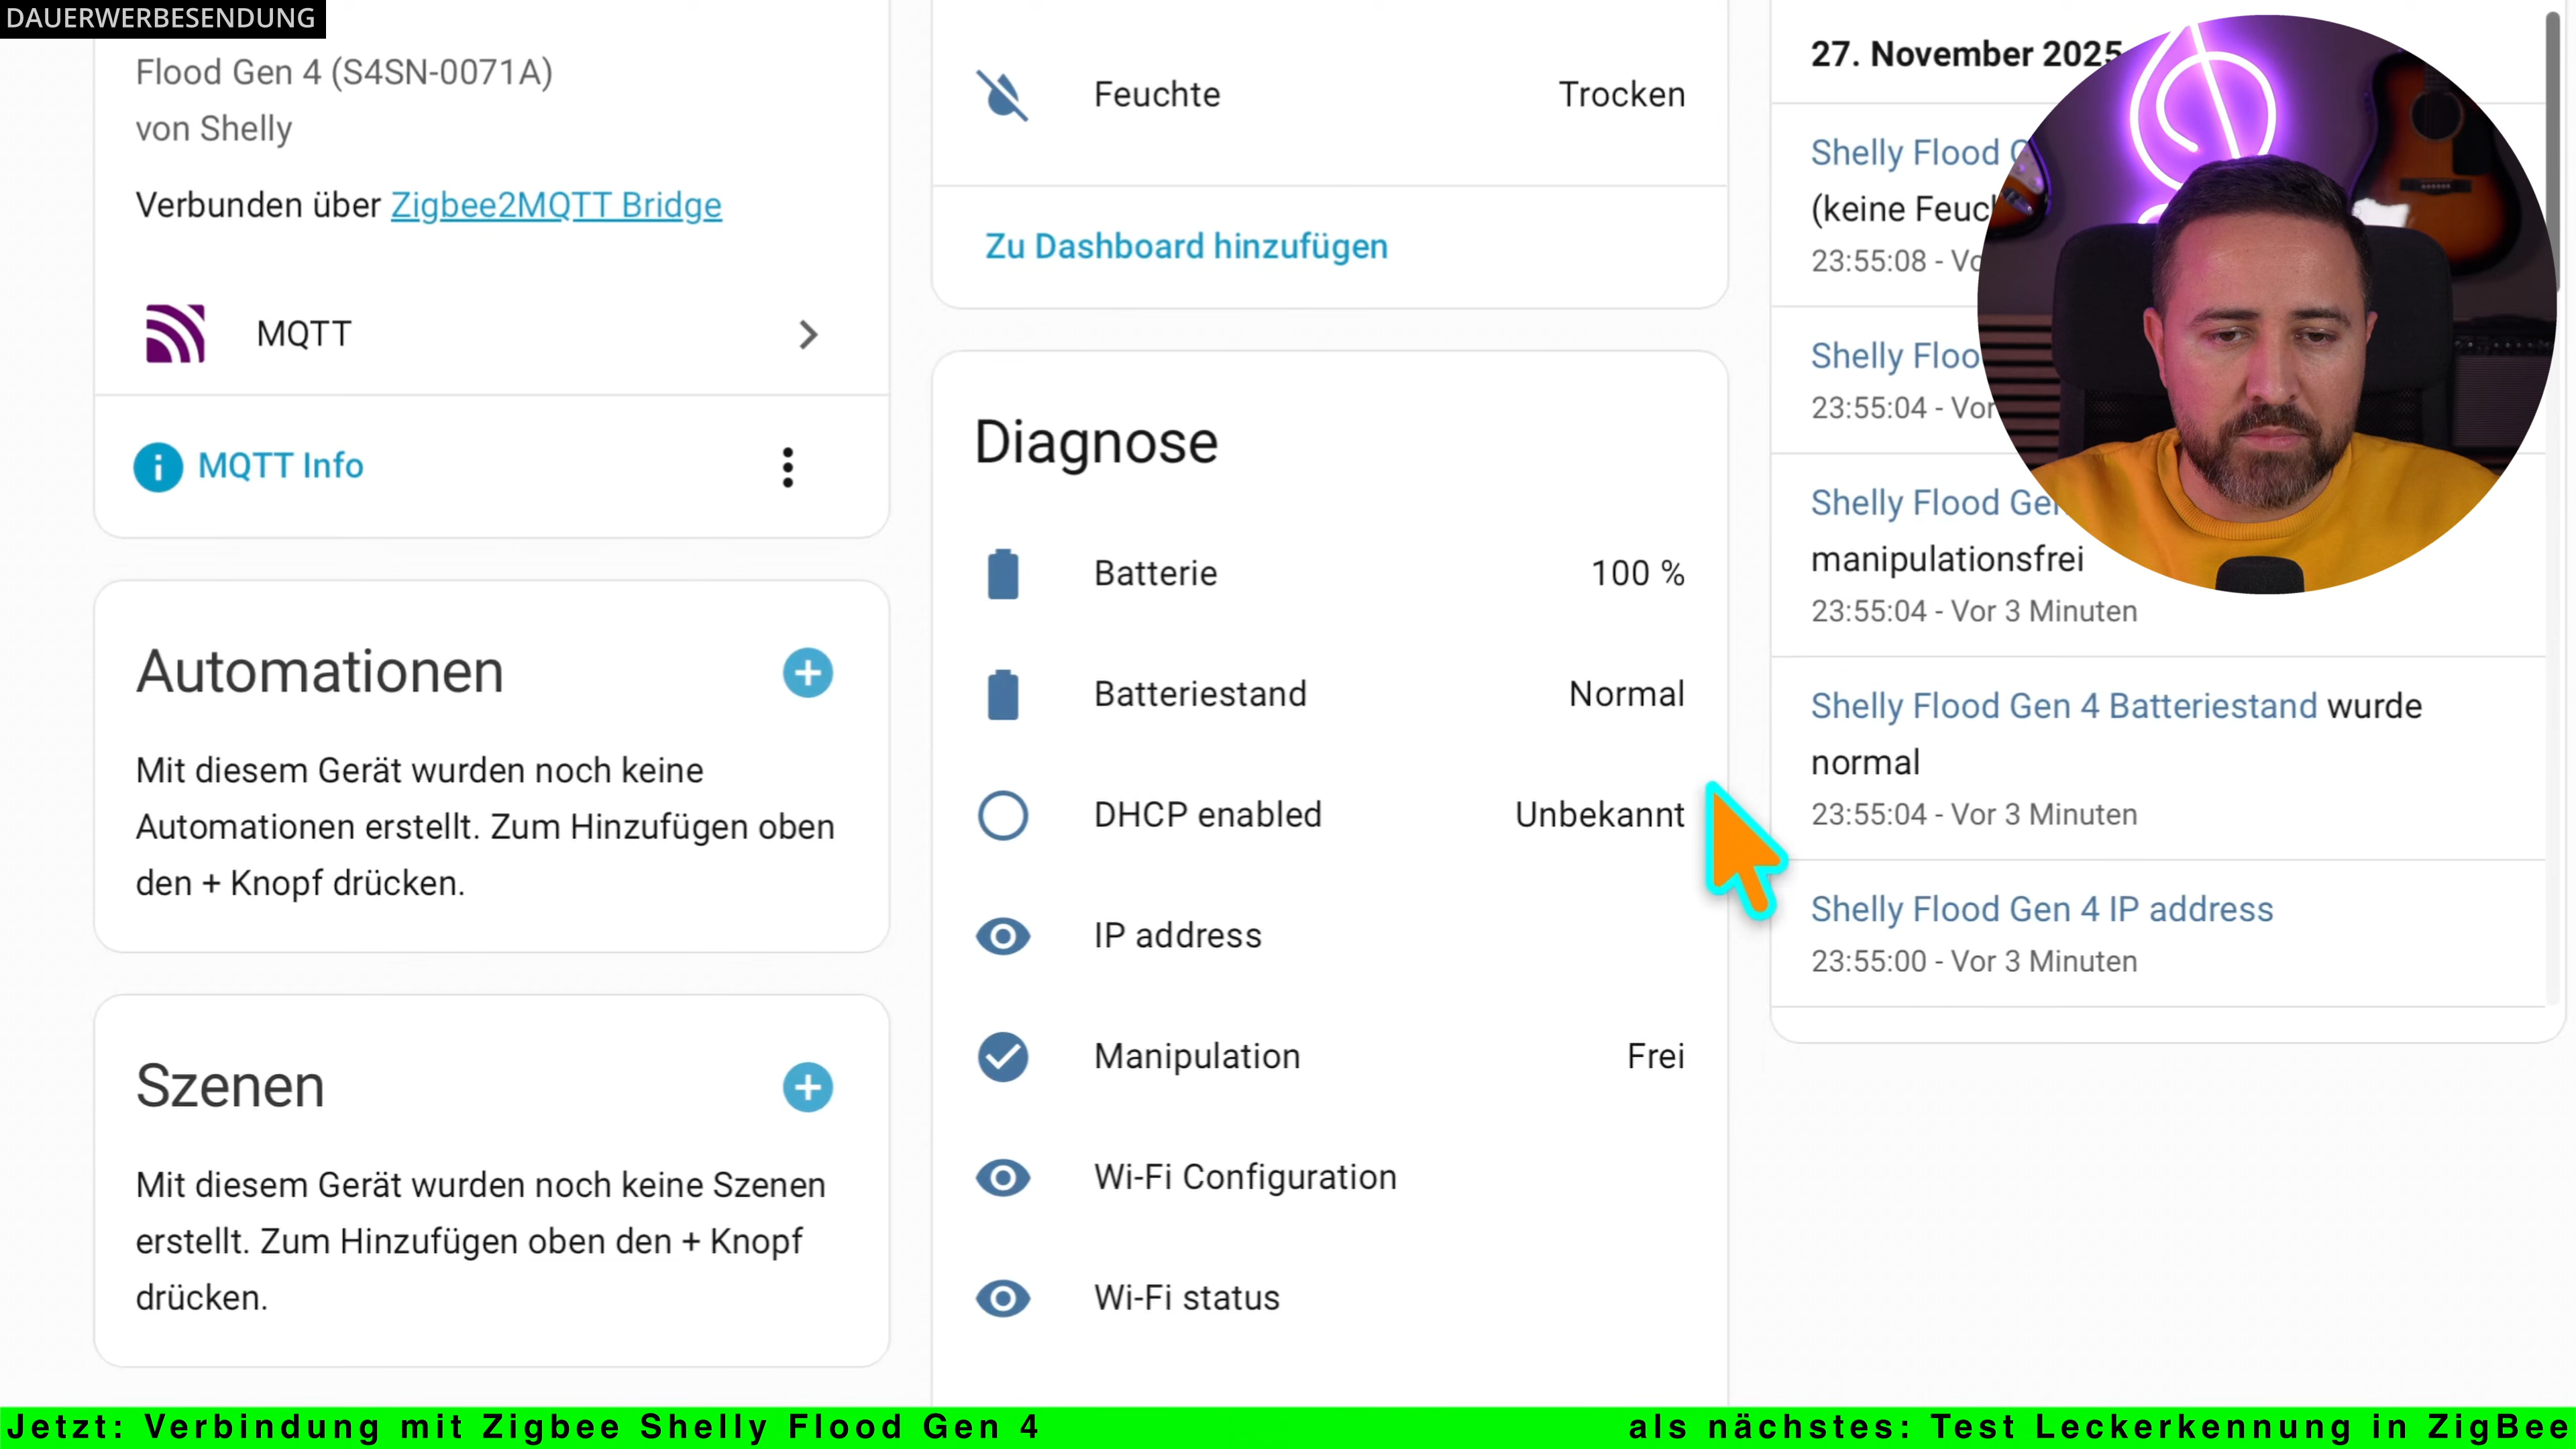 DAUERWERBESENDUNG
Flood Gen 4 (S4SN-0071A)
von Shelly
Verbunden über Zigbee2MQTT Bridge
MQTT
MQTT Info
Automationen
Mit diesem Gerät wurden noch keine
Automationen erstellt. Zum Hinzufügen oben
den + Knopf drücken.
Szenen
Mit diesem Gerät wurden noch keine Szenen
erstellt. Zum Hinzufügen oben den + Knopf
drücken.
Feuchte Trocken
Zu Dashboard hinzufügen
Diagnose
Batterie 100 %
Batteriestand Normal
DHCP enabled Unbekannt
IP address
Manipulation Frei
Wi-Fi Configuration
Wi-Fi status
27. November 2025
Shelly Flood
(keine
23:55:08 -
Shelly
23:55:04 -
Shelly Flood
manipulationsfrei
23:55:04 - Vor 3 Minuten
Shelly Flood Gen 4 Batteriestand wurde
normal
23:55:04 - Vor 3 Minuten
Shelly Flood Gen 4 IP address
23:55:00 - Vor 3 Minuten
Jetzt: Verbindung mit Zigbee Shelly Flood Gen 4
als nächstes: Test Leckerkennung in ZigBee